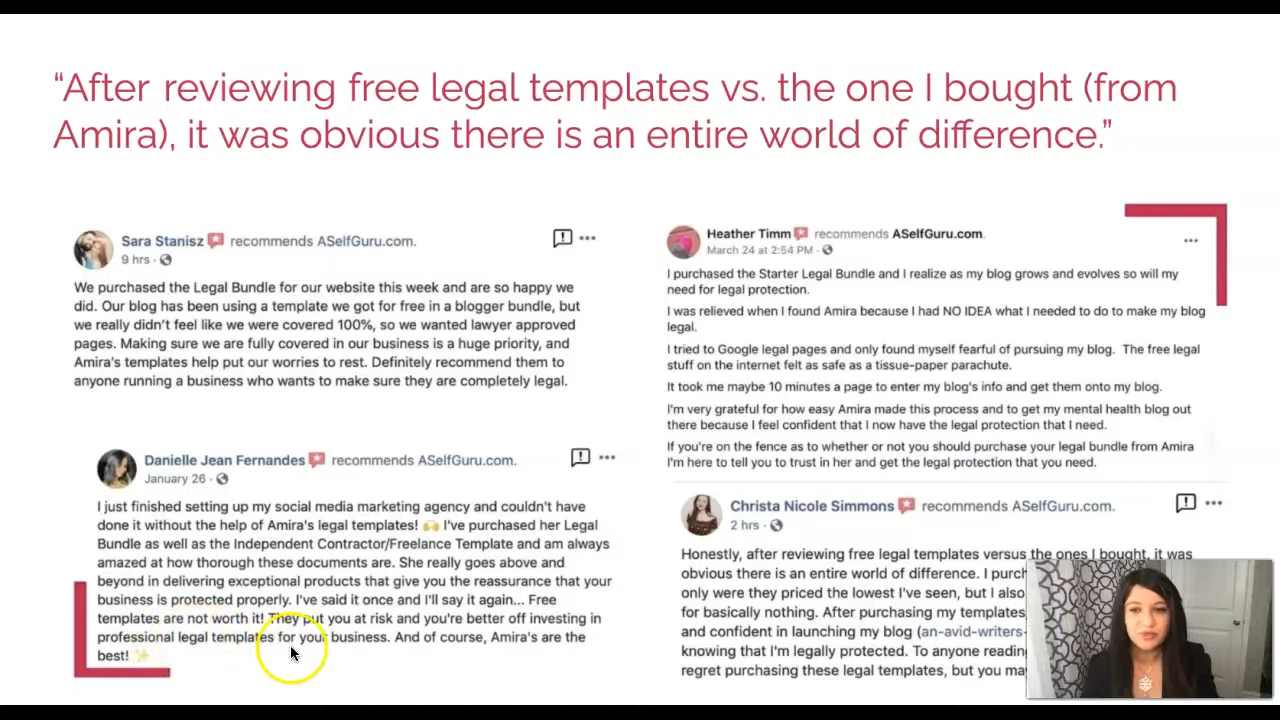 “After reviewing free legal templates vs. the one I bought (from
Amira), it was obvious there is an entire world of difference.”
Sara Stanisz recommends ASelfGuru.com.
9 hrs ·
We purchased the Legal Bundle for our website this week and are so happy we
did. Our blog has been using a template we got for free in a blogger bundle, but
we really didn't feel like we were covered 100%, so we wanted lawyer approved
pages. Making sure we are fully covered in our business is a huge priority, and
Amira's templates help put our worries to rest. Definitely recommend them to
anyone running a business who wants to make sure they are completely legal.
Danielle Jean Fernandes recommends ASelfGuru.com.
January 26 ·
I just finished setting up my social media marketing agency and couldn't have
done it without the help of Amira's legal templates! 🙌 I've purchased her Legal
Bundle as well as the Independent Contractor/Freelance Template and am always
amazed at how thorough these documents are. She really goes above and
beyond in delivering exceptional products that give you the reassurance that your
business is protected properly. I've said it once and I'll say it again... Free
templates are not worth it! They put you at risk and you're better off investing in
professional legal templates for your business. And of course, Amira's are the
best! ✨
Heather Timm recommends ASelfGuru.com.
March 24 at 2:54 PM ·
I purchased the Starter Legal Bundle and I realize as my blog grows and evolves so will my
need for legal protection.
I was relieved when I found Amira because I had NO IDEA what I needed to do to make my blog
legal.
I tried to Google legal pages and only found myself fearful of pursuing my blog. The free legal
stuff on the internet felt as safe as a tissue-paper parachute.
It took me maybe 10 minutes a page to enter my blog's info and get them onto my blog.
I'm very grateful for how easy Amira made this process and to get my mental health blog out
there because I feel confident that I now have the legal protection that I need.
If you're on the fence as to whether or not you should purchase your legal bundle from Amira
I'm here to tell you to trust in her and get the legal protection that you need.
Christa Nicole Simmons recommends ASelfGuru.com.
2 hrs ·
Honestly, after reviewing free legal templates versus the ones I bought, it was
obvious there is an entire world of difference. I
only were they priced the lowest I've seen, but I also
for basically nothing. After purchasing my templates,
and confident in launching my blog (an-avid-writers-
knowing that I'm legally protected. To anyone
regret purchasing these legal templates, but you